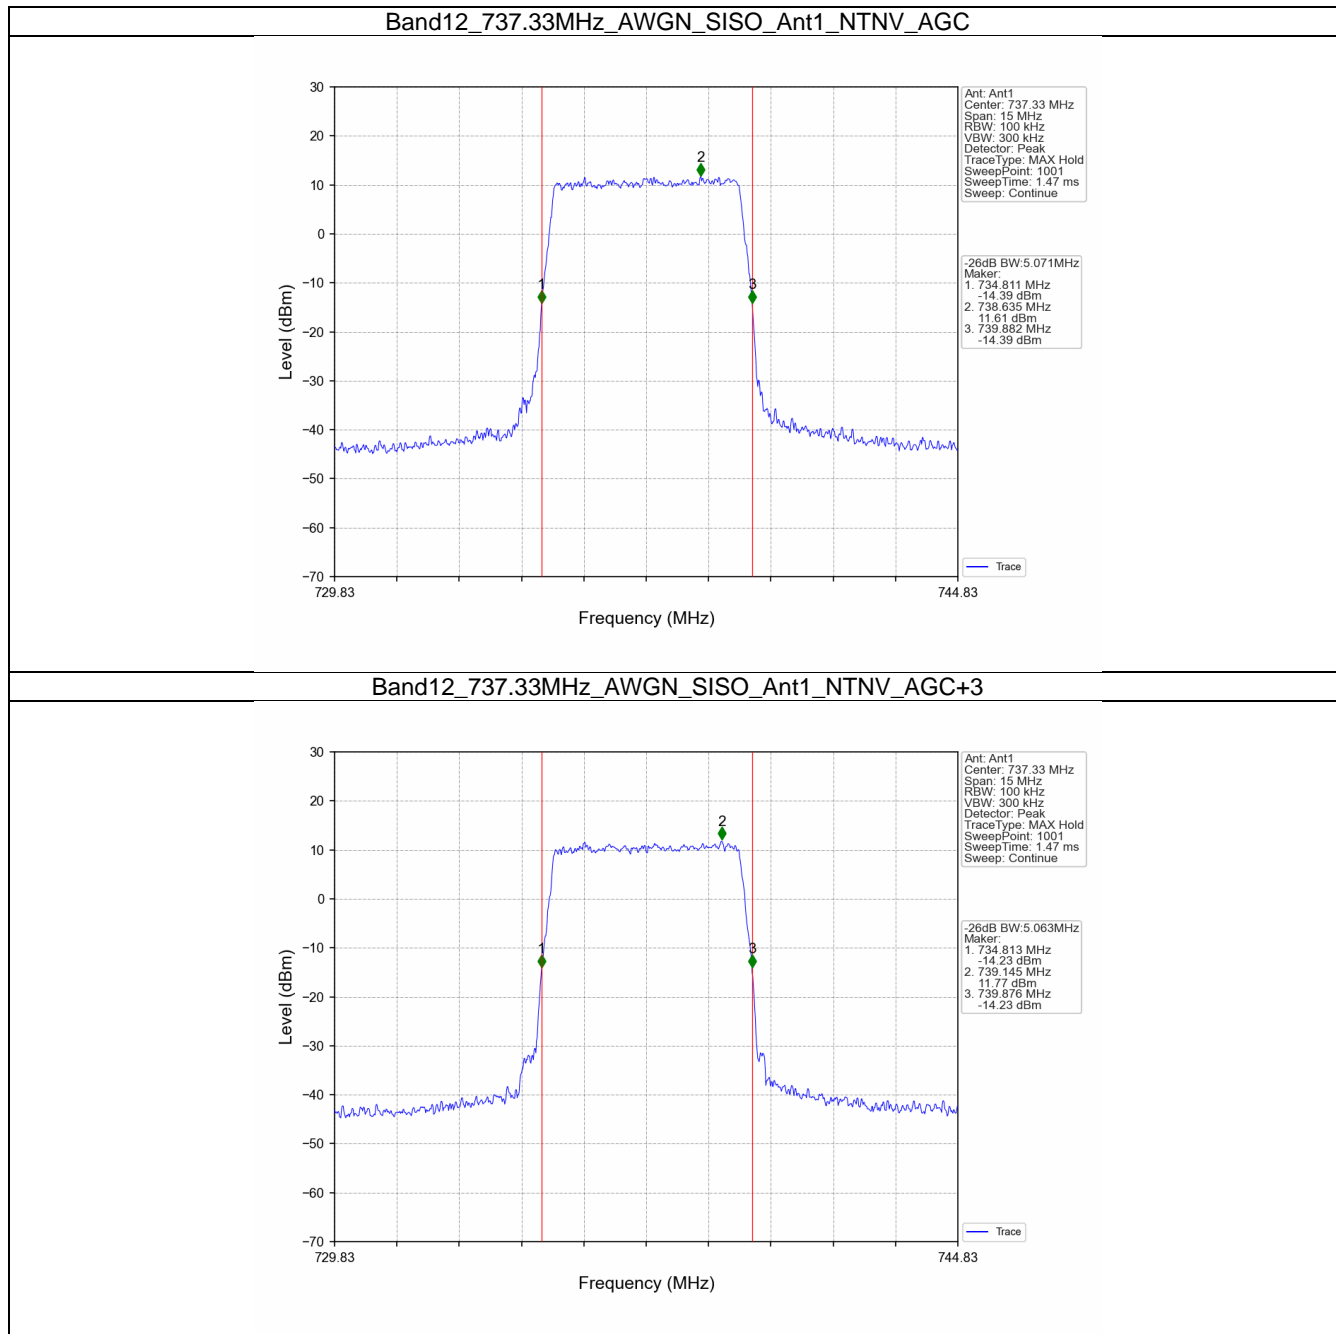 Band12_737.33MHz_AWGN_SISO_Ant1_NTNV_AGC
30
20
10
0
−10
−20
−30
−40
−50
−60
−70
Level (dBm)
1
2
3
729.83
744.83
Frequency (MHz)
Ant: Ant1
Center: 737.33 MHz
Span: 15 MHz
RBW: 100 kHz
VBW: 300 kHz
Detector: Peak
TraceType: MAX Hold
SweepPoint: 1001
SweepTime: 1.47 ms
Sweep: Continue
-26dB BW:5.071MHz
Maker:
1. 734.811 MHz
-14.39 dBm
2. 738.635 MHz
11.61 dBm
3. 739.882 MHz
-14.39 dBm
Trace
Band12_737.33MHz_AWGN_SISO_Ant1_NTNV_AGC+3
30
20
10
0
−10
−20
−30
−40
−50
−60
−70
Level (dBm)
1
2
3
729.83
744.83
Frequency (MHz)
Ant: Ant1
Center: 737.33 MHz
Span: 15 MHz
RBW: 100 kHz
VBW: 300 kHz
Detector: Peak
TraceType: MAX Hold
SweepPoint: 1001
SweepTime: 1.47 ms
Sweep: Continue
-26dB BW:5.063MHz
Maker:
1. 734.813 MHz
-14.23 dBm
2. 739.145 MHz
11.77 dBm
3. 739.876 MHz
-14.23 dBm
Trace